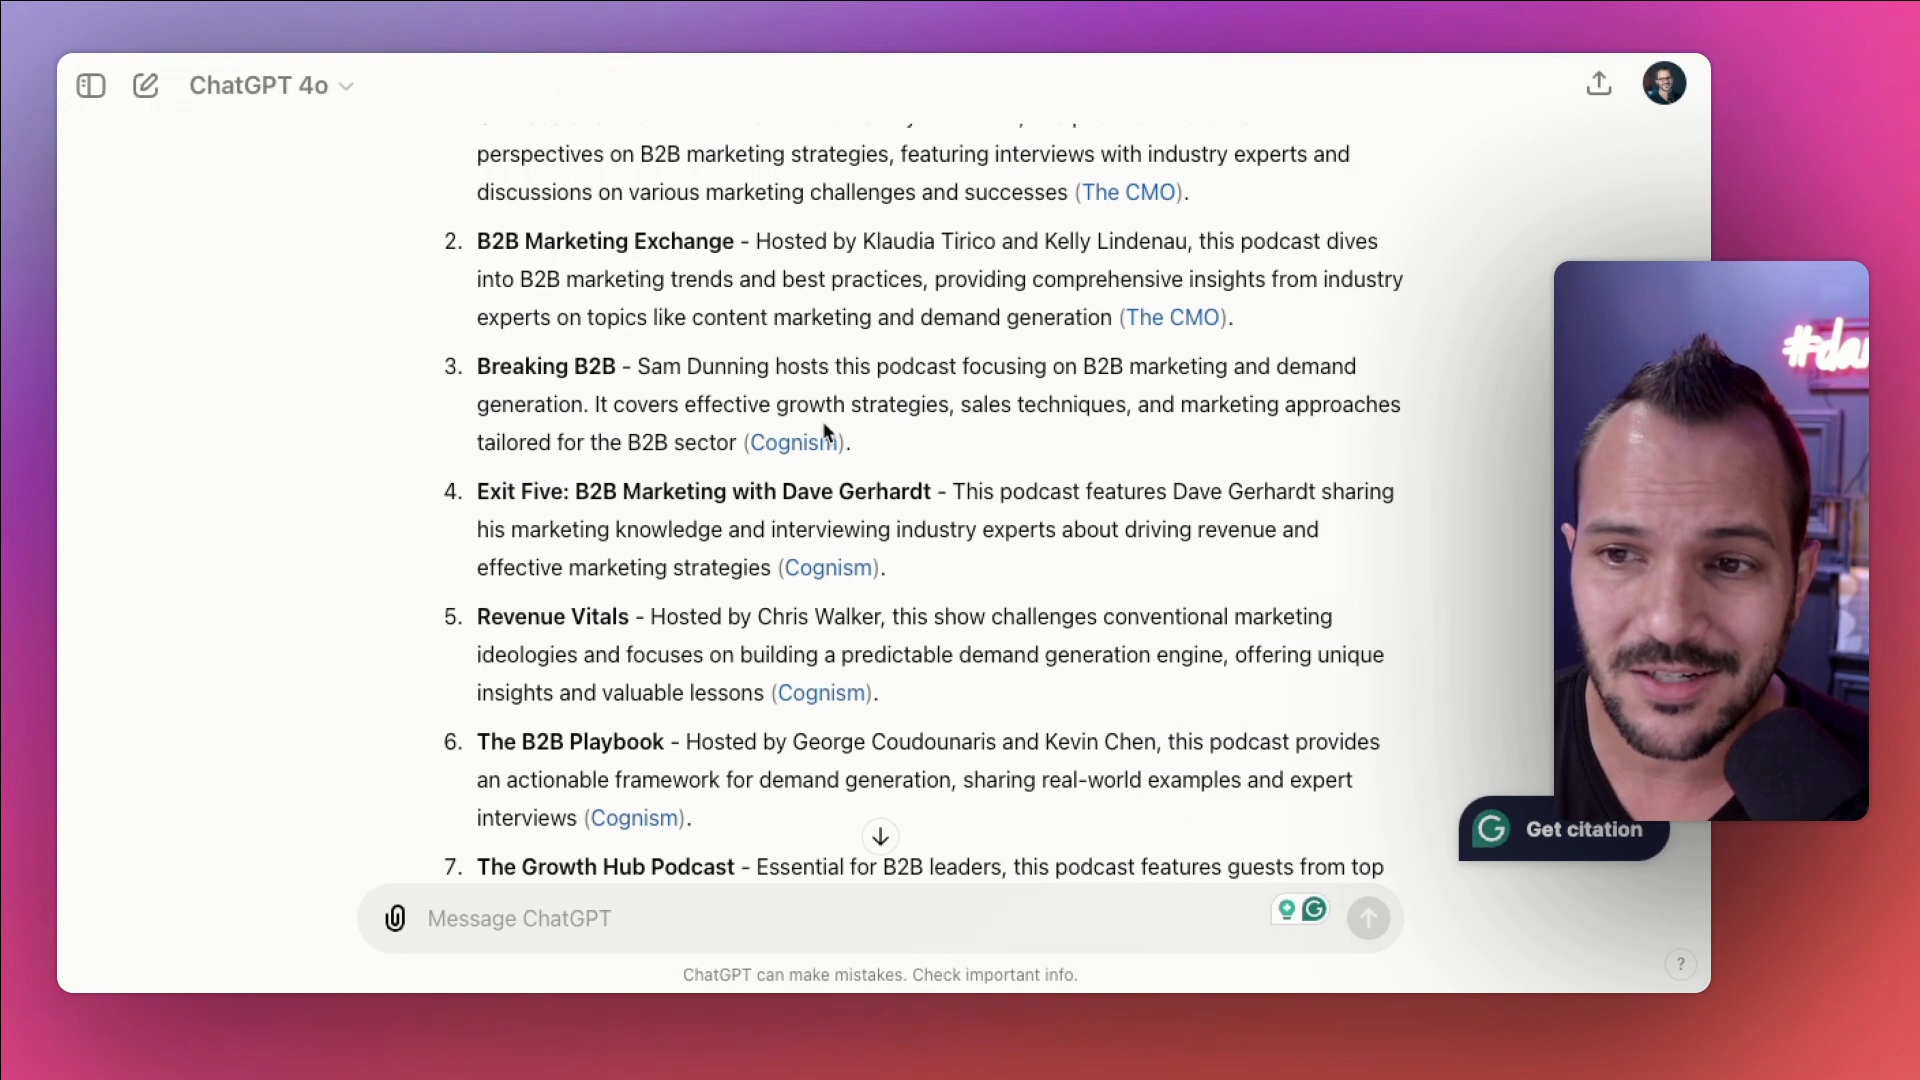 ChatGPT 4o
perspectives on B2B marketing strategies, featuring interviews with industry experts and
discussions on various marketing challenges and successes (The CMO).
2. B2B Marketing Exchange - Hosted by Klaudia Tirico and Kelly Lindenau, this podcast dives
into B2B marketing trends and best practices, providing comprehensive insights from industry
experts on topics like content marketing and demand generation (The CMO).
3. Breaking B2B - Sam Dunning hosts this podcast focusing on B2B marketing and demand
generation. It covers effective growth strategies, sales techniques, and marketing approaches
tailored for the B2B sector (Cognism).
4. Exit Five: B2B Marketing with Dave Gerhardt - This podcast features Dave Gerhardt sharing
his marketing knowledge and interviewing industry experts about driving revenue and
effective marketing strategies (Cognism).
5. Revenue Vitals - Hosted by Chris Walker, this show challenges conventional marketing
ideologies and focuses on building a predictable demand generation engine, offering unique
insights and valuable lessons (Cognism).
6. The B2B Playbook - Hosted by George Coudounaris and Kevin Chen, this podcast provides
an actionable framework for demand generation, sharing real-world examples and expert
interviews (Cognism).
7. The Growth Hub Podcast - Essential for B2B leaders, this podcast features guests from top
Message ChatGPT
ChatGPT can make mistakes. Check important info.
?
#da
Get citation